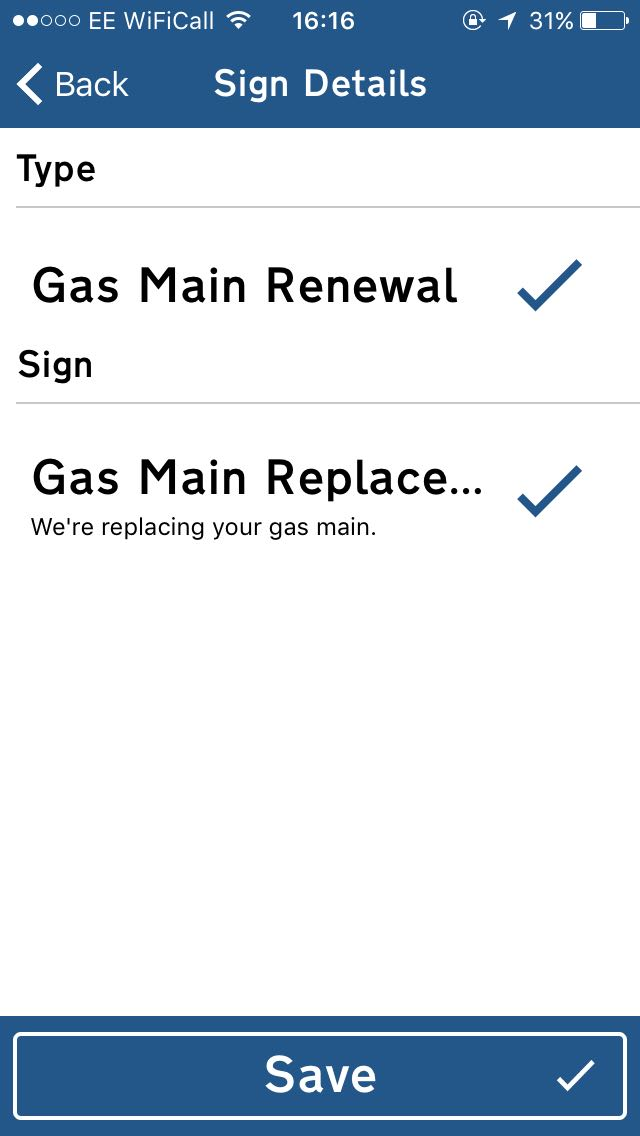 EE WiFiCall 16:16 31%
Back Sign Details
Type
Gas Main Renewal
Sign
Gas Main Replace...
We're replacing your gas main.
Save